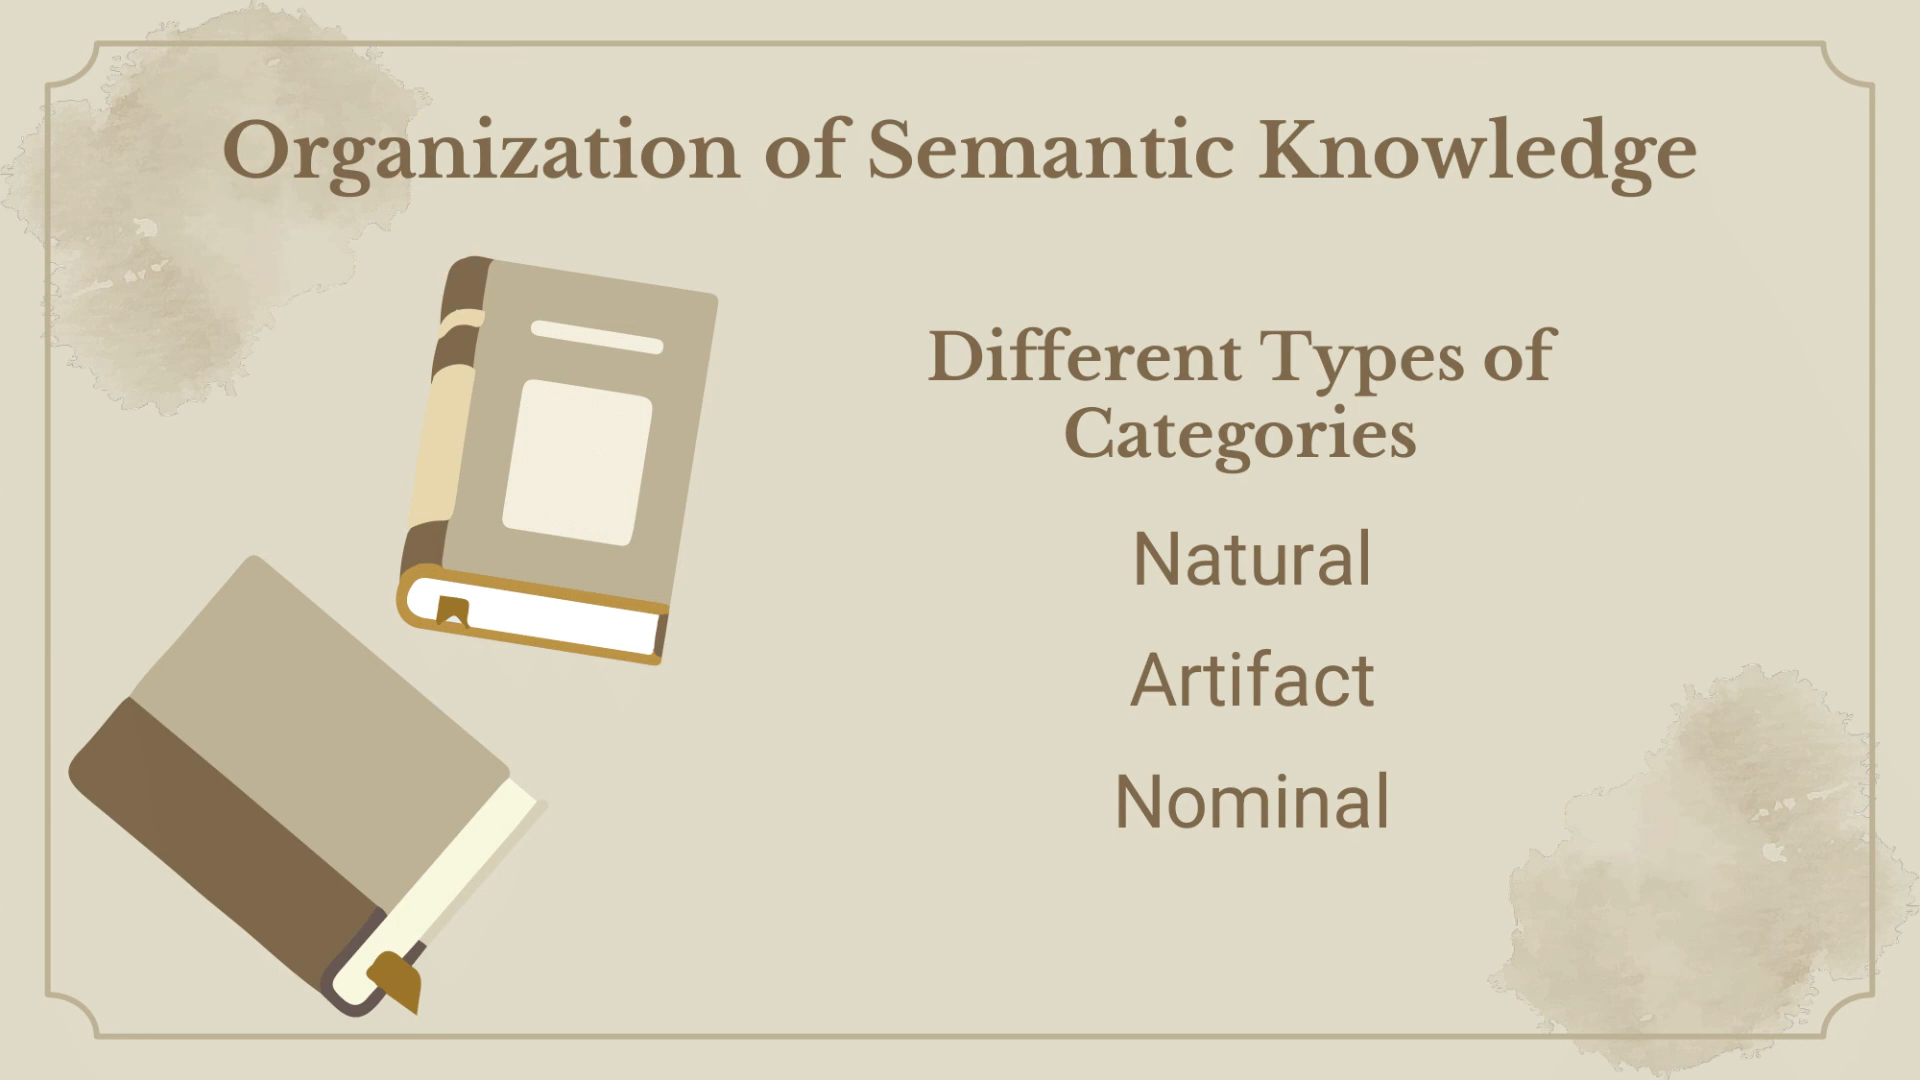 Organization of Semantic Knowledge
Different Types of
Categories
Natural
Artifact
Nominal